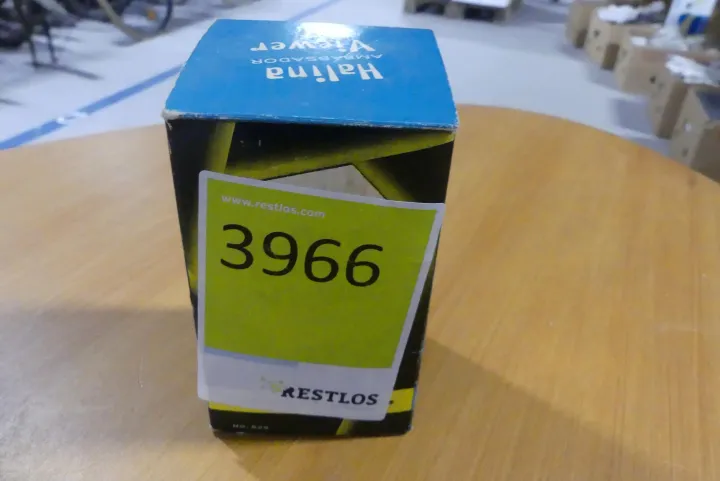 Halina
AMBASSADOR
Viewer
www.restlos.com
3966
RESTLOS